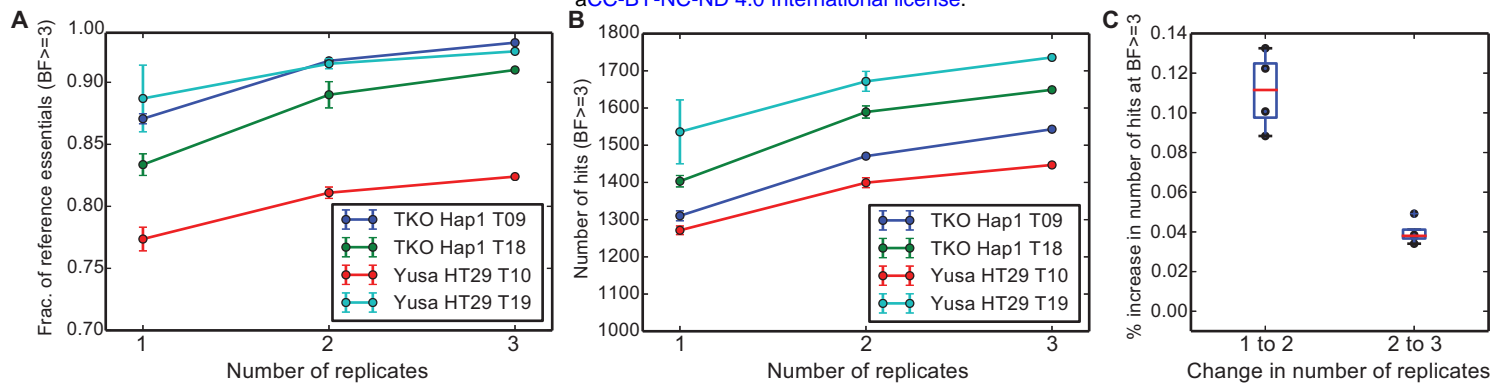 aCC-BY-NC-ND 4.0 International license.
A
Frac. of reference essentials (BF>=3)
1.00
0.90
0.90
0.85
0.80
0.75
0.70
1
2
3
Number of replicates
TKO Hap1 T09
TKO Hap1 T18
Yusa HT29 T10
Yusa HT29 T19
B
Number of hits (BF>=3)
1800
1700
1600
1500
1400
1300
1200
1100
1000
1
2
3
Number of replicates
TKO Hap1 T09
TKO Hap1 T18
Yusa HT29 T10
Yusa HT29 T19
C
% increase in number of hits at BF>=3
0.14
0.12
0.10
0.08
0.06
0.04
0.02
0.00
1 to 2
2 to 3
Change in number of replicates